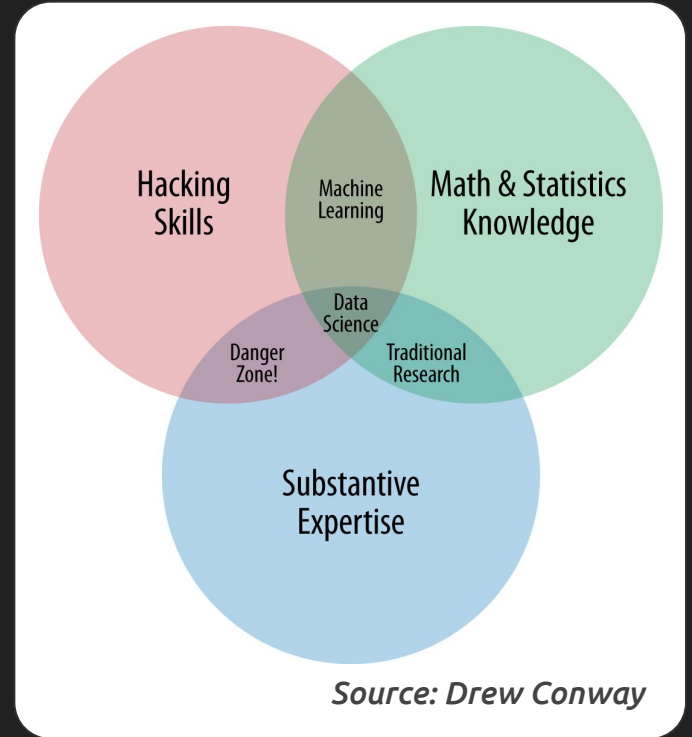 Hacking
Skills
Machine
Learning
Math & Statistics
Knowledge
Data
Science
Danger
Zone!
Traditional
Research
Substantive
Expertise
Source: Drew Conway